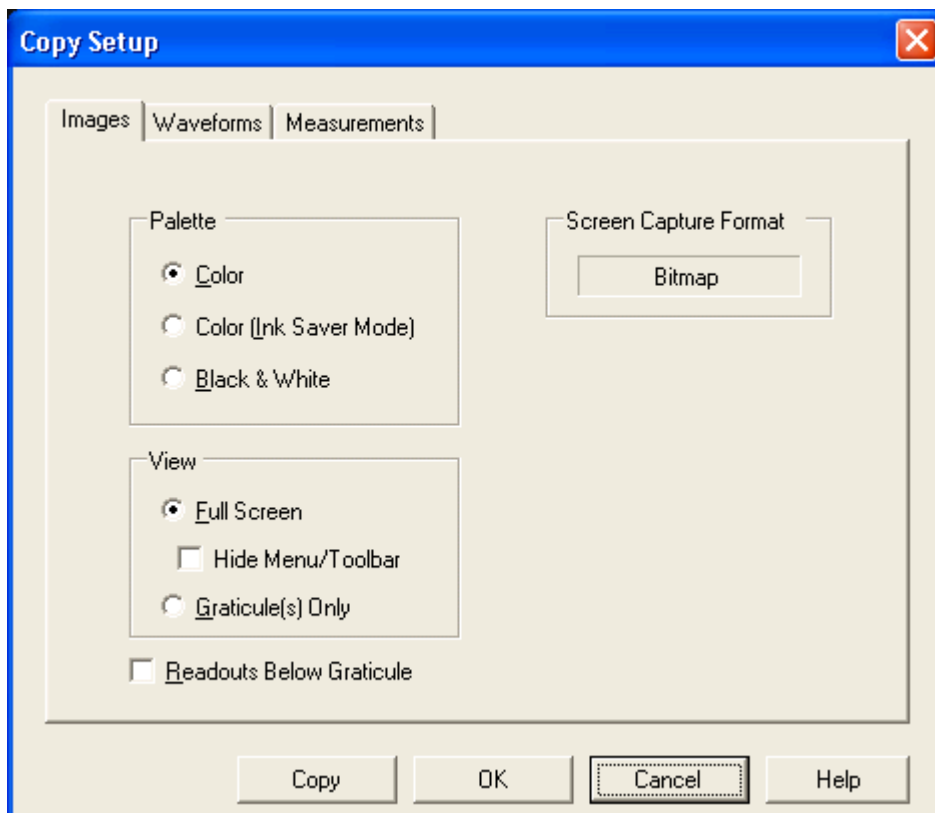 Copy Setup
Images Waveforms Measurements
Palette
Color
Color (Ink Saver Mode)
Black & White
Screen Capture Format
Bitmap
View
Full Screen
Hide Menu/Toolbar
Graticule(s) Only
Readouts Below Graticule
Copy OK Cancel Help